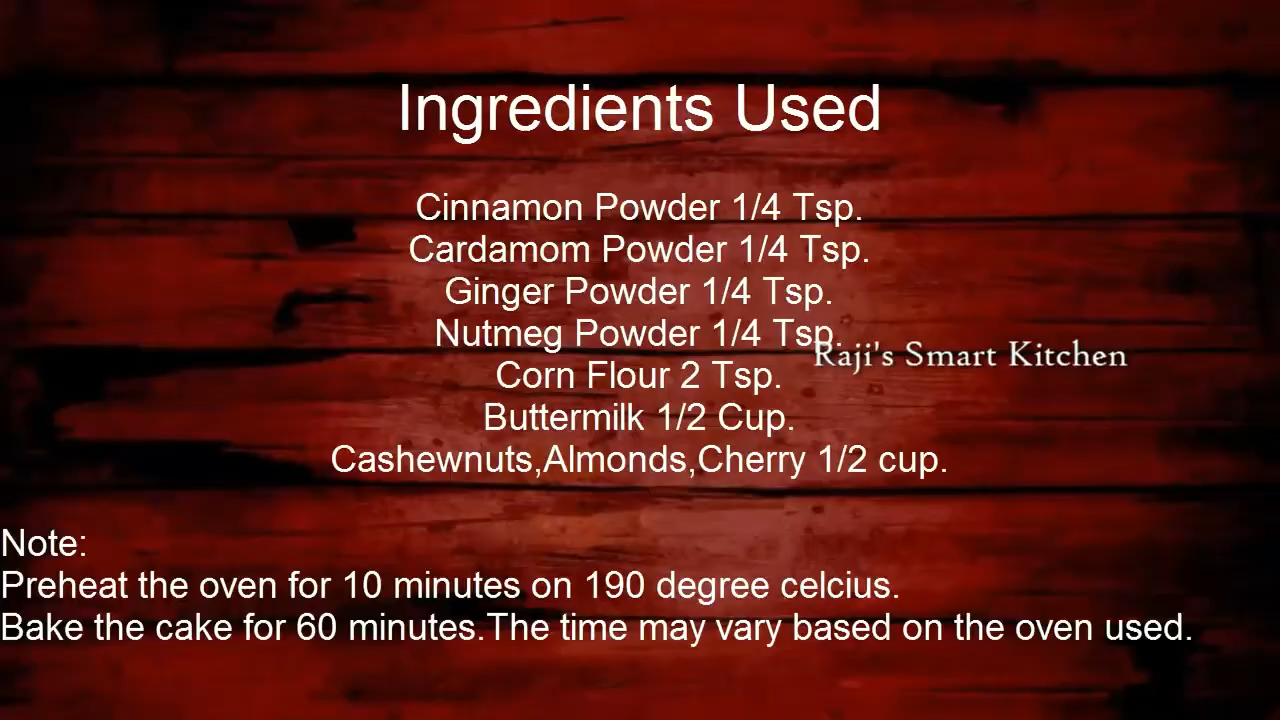 Ingredients Used
Cinnamon Powder 1/4 Tsp.
Cardamom Powder 1/4 Tsp.
Ginger Powder 1/4 Tsp.
Nutmeg Powder 1/4 Tsp.
Raji's Smart Kitchen
Corn Flour 2 Tsp.
Buttermilk 1/2 Cup.
Cashewnuts,Almonds,Cherry 1/2 cup.
Note:
Preheat the oven for 10 minutes on 190 degree celcius.
Bake the cake for 60 minutes.The time may vary based on the oven used.